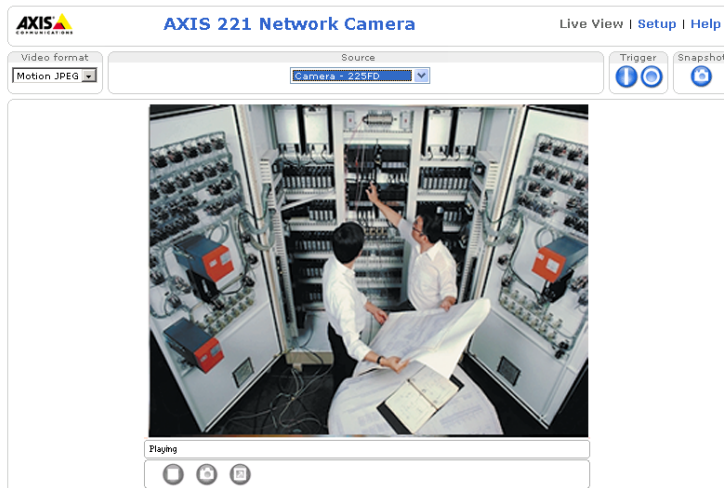 AXIS
COMMUNICATIONS
AXIS 221 Network Camera
Live View | Setup | Help
Video format
Source
Trigger
Snapshot
Motion JPEG
Camera - 225FD
Playing